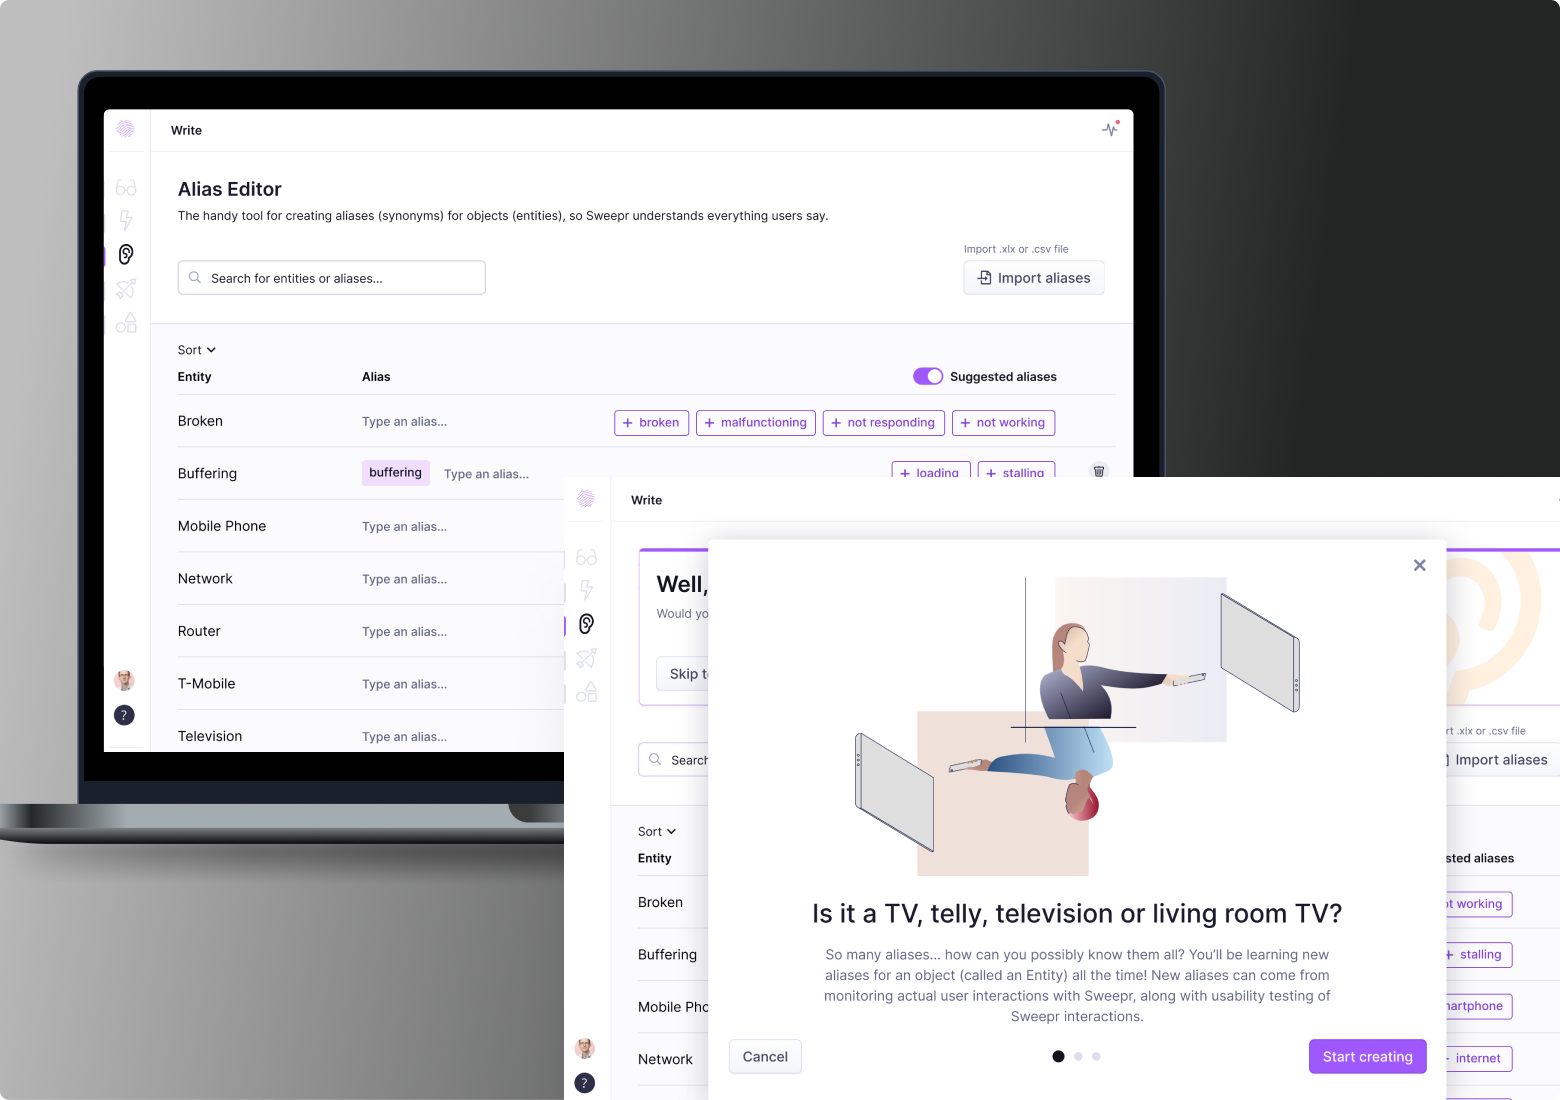 Write
Alias Editor
The handy tool for creating aliases (synonyms) for objects (entities), so Sweepr understands everything users say.
Import .xlx or .csv file
Search for entities or aliases...
Import aliases
Sort
Entity Alias Suggested aliases
Broken Type an alias... + broken + malfunctioning + not responding + not working
Buffering buffering Type an alias... + loading + stalling
Mobile Phone Type an alias...
Network Type an alias...
Router Type an alias...
T-Mobile Type an alias...
Television Type an alias...
?
Write
Well,
Would yo
Skip t
.xlx or .csv file
Search
Import aliases
Sort
Entity
sted aliases
Broken
ot working
Buffering
+ stalling
Mobile Pho
martphone
Network
internet
?
Is it a TV, telly, television or living room TV?
So many aliases... how can you possibly know them all? You'll be learning new
aliases for an object (called an Entity) all the time! New aliases can come from
monitoring actual user interactions with Sweepr, along with usability testing of
Sweepr interactions.
Cancel
Start creating